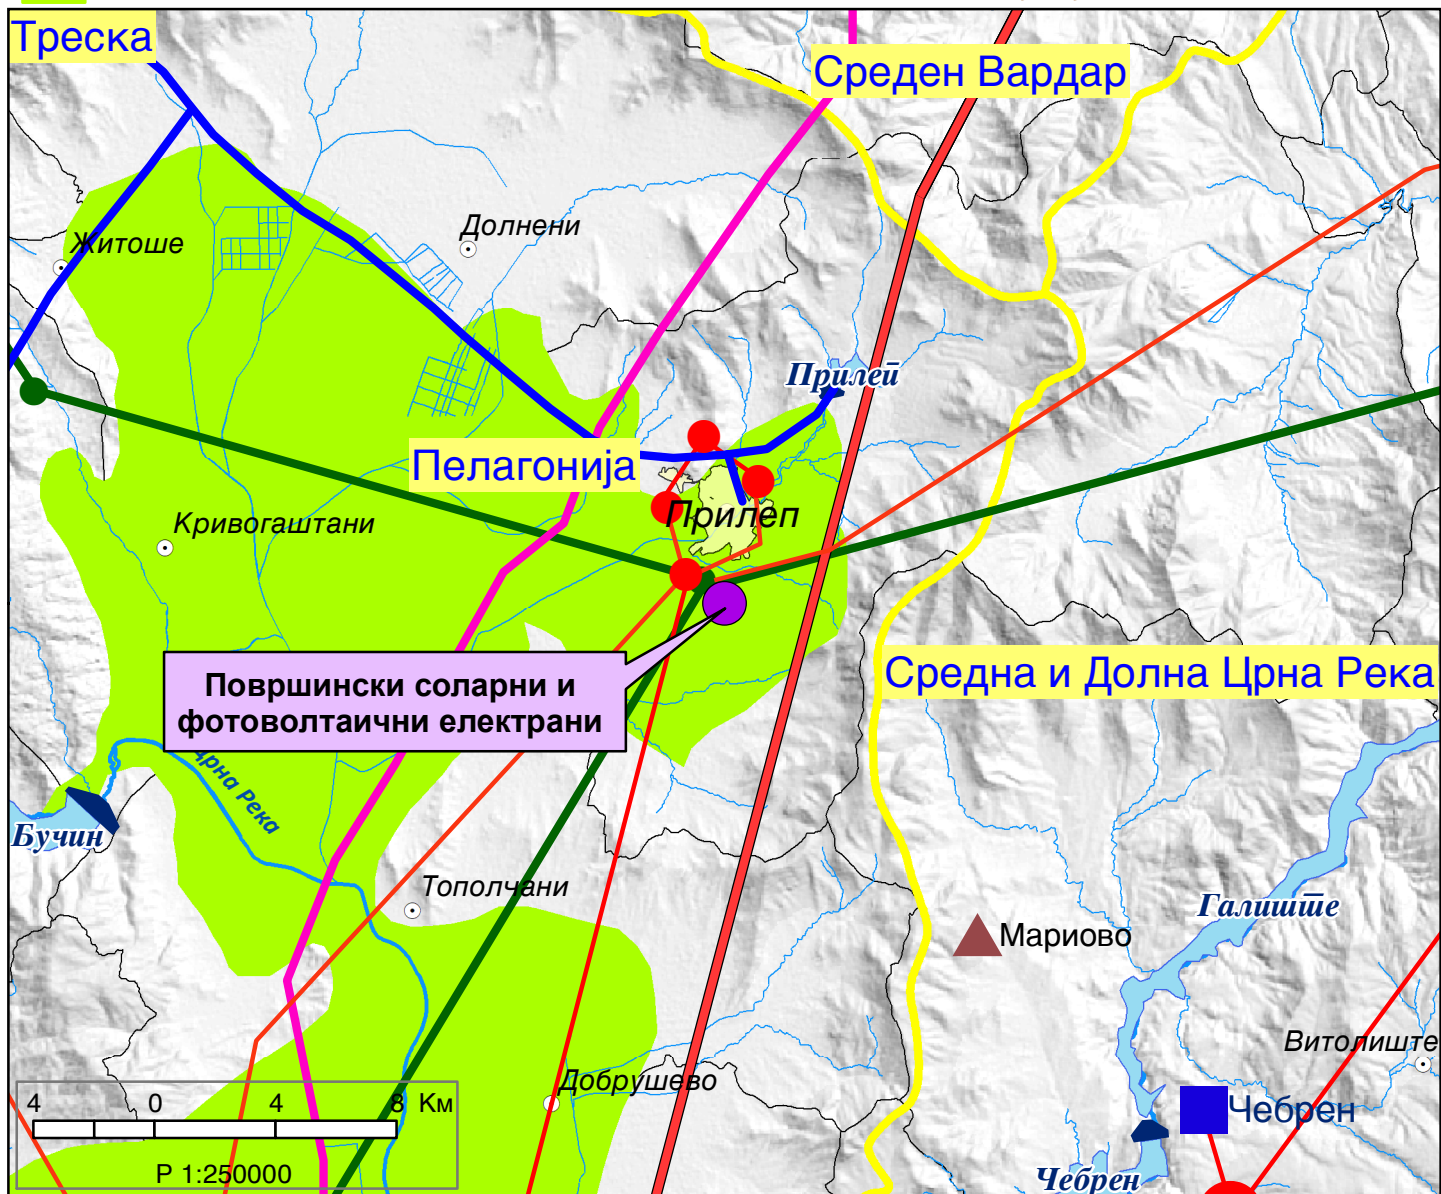 Треска
Среден Вардар
Долнени
Житоше
Прилеп
Пелагонија
Прилеп
Кривогаштани
Површински соларни и
фотоволтаични електрани
Средна и Долна Црна Река
Црна Река
Бучин
Тополчани
Галиште
Мариово
Витолиште
Добрушево
4 0 4 8 Км
Чебрен
Р 1:250000
Чебрен